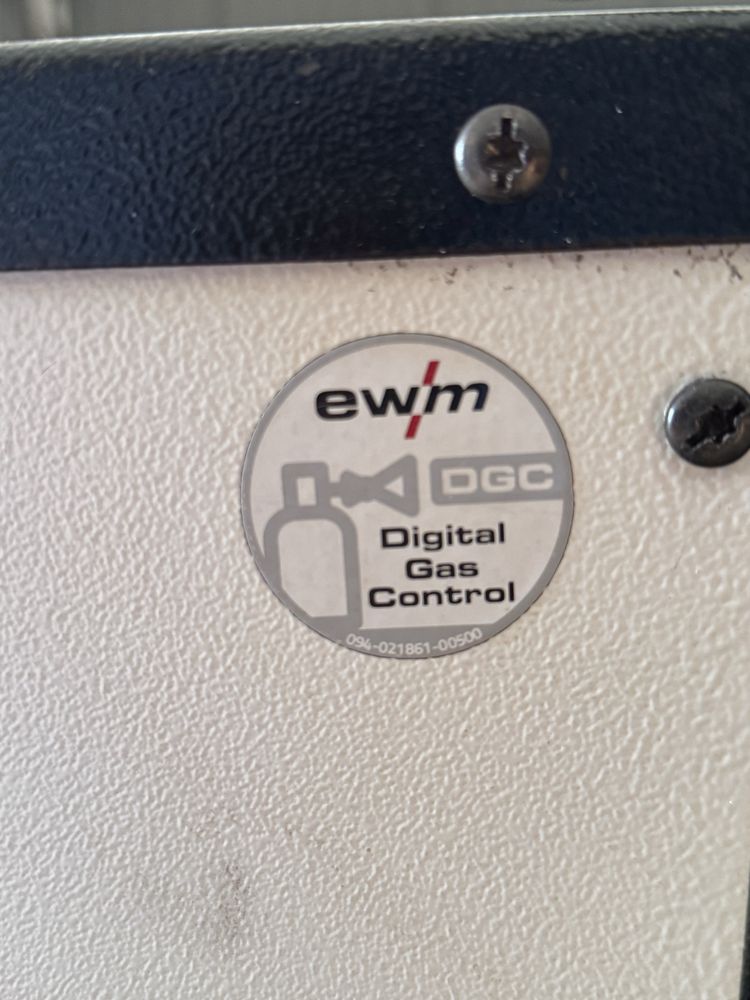 ewm
DGC
Digital
Gas
Control
094-021861-00500